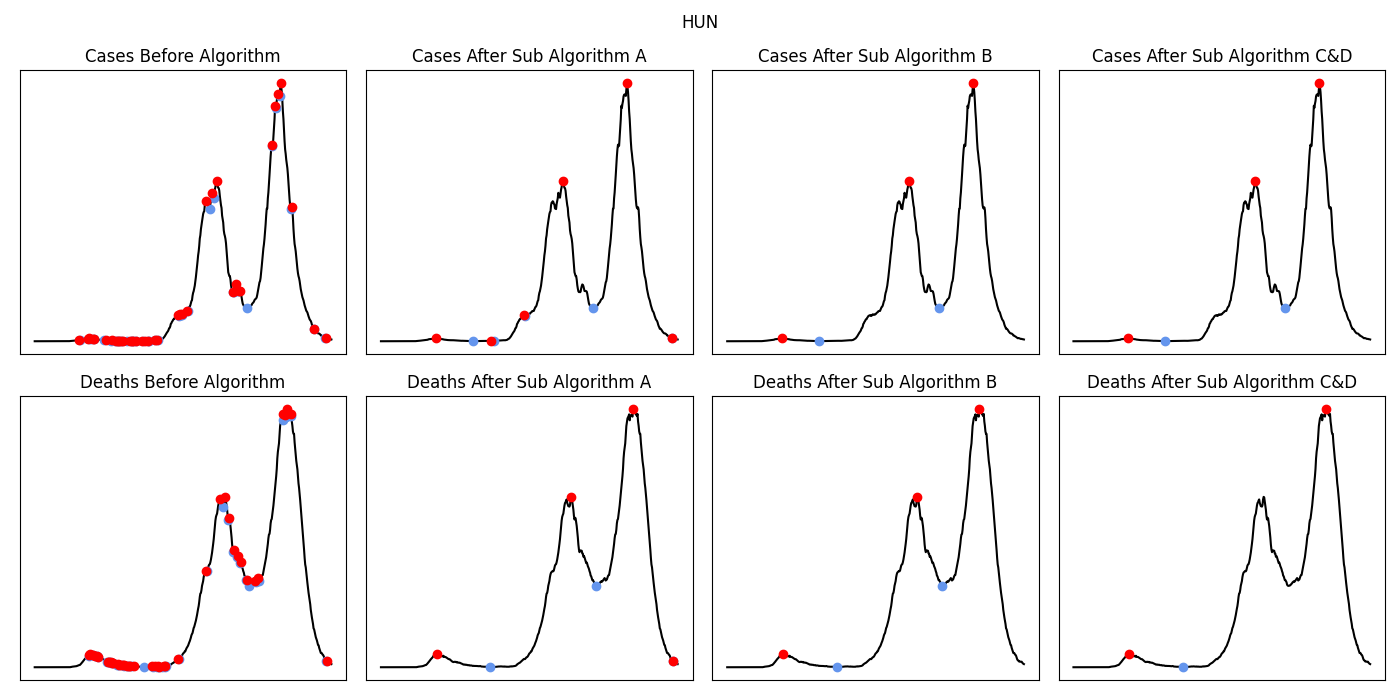 HUN
Cases Before Algorithm
Cases After Sub Algorithm A
Cases After Sub Algorithm B
Cases After Sub Algorithm C&D
Deaths Before Algorithm
Deaths After Sub Algorithm A
Deaths After Sub Algorithm B
Deaths After Sub Algorithm C&D